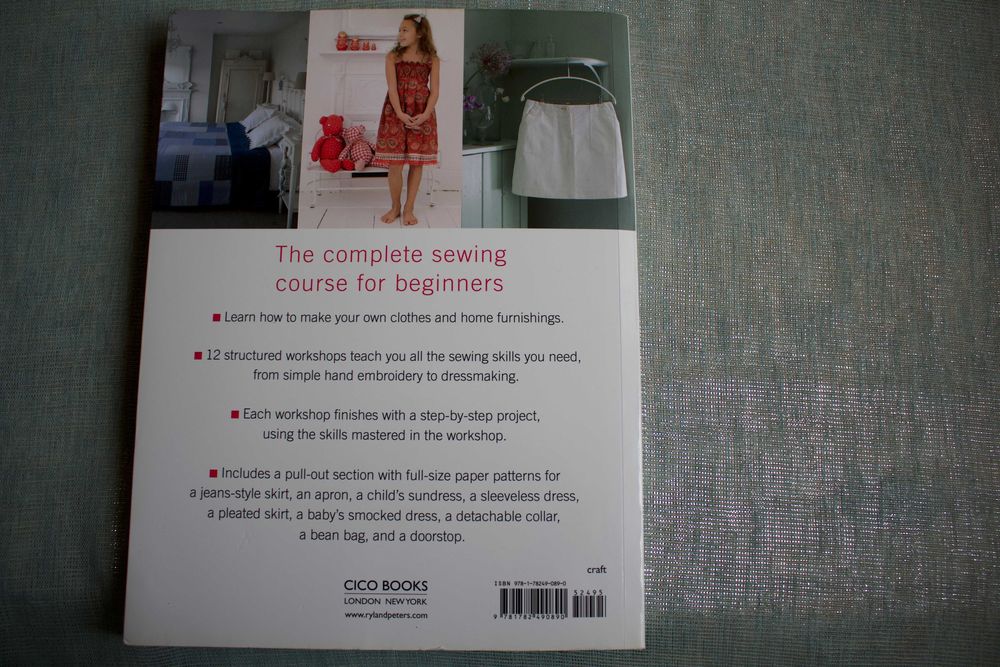 The complete sewing
course for beginners
■ Learn how to make your own clothes and home furnishings.
■ 12 structured workshops teach you all the sewing skills you need,
from simple hand embroidery to dressmaking.
■ Each workshop finishes with a step-by-step project,
using the skills mastered in the workshop.
■ Includes a pull-out section with full-size paper patterns for
a jeans-style skirt, an apron, a child's sundress, a sleeveless dress,
a pleated skirt, a baby's smocked dress, a detachable collar,
a bean bag, and a doorstop.
craft
CICO BOOKS
LONDON NEW YORK
www.rylandpeters.com
ISBN 978-1-78249-089-0
52495
9 781782 490890